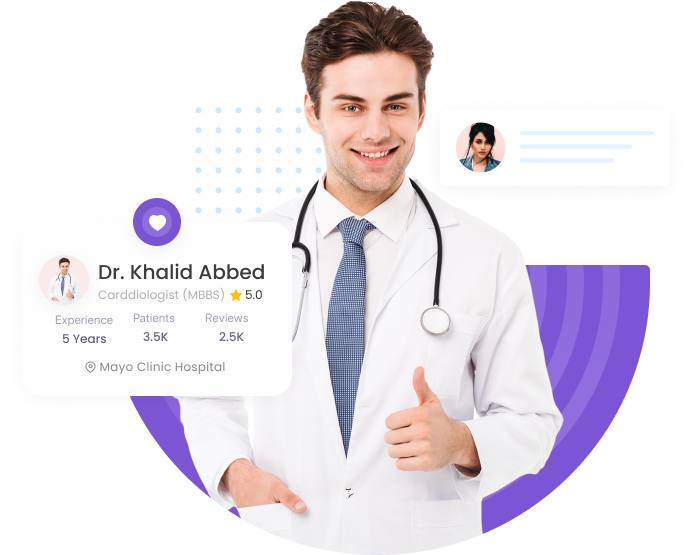 Dr. Khalid Abbed
Carddiologist (MBBS) 5.0
Experience Patients Reviews
5 Years 3.5K 2.5K
Mayo Clinic Hospital